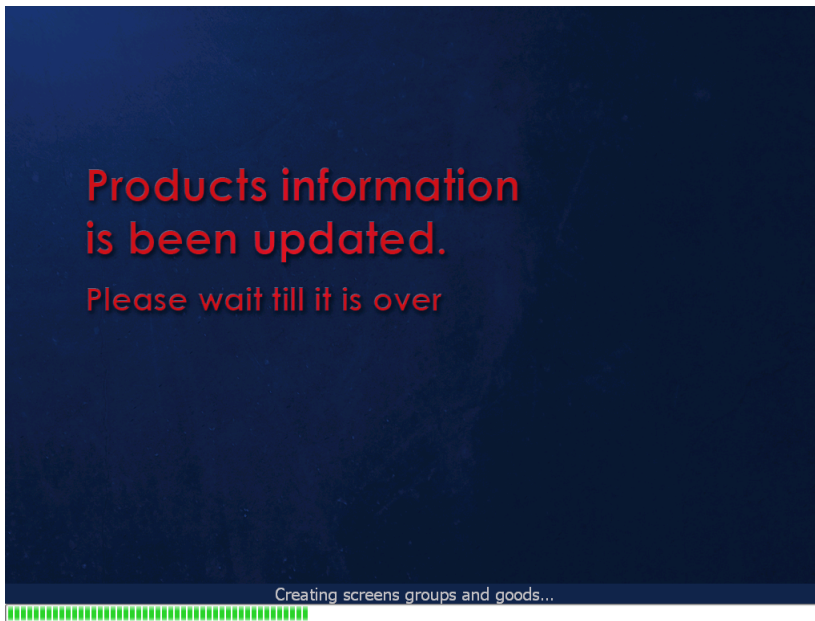 Products information
is been updated.
Please wait till it is over
Creating screens groups and goods...